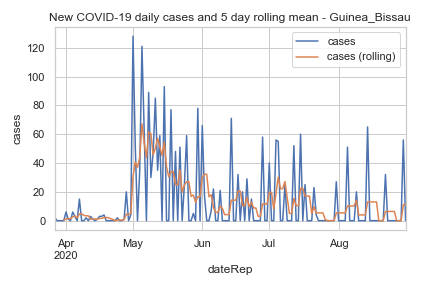 New COVID-19 daily cases and 5 day rolling mean - Guinea_Bissau
cases
cases (rolling)
120
100
80
60
40
20
0
cases
Apr May Jun Jul Aug
2020
dateRep